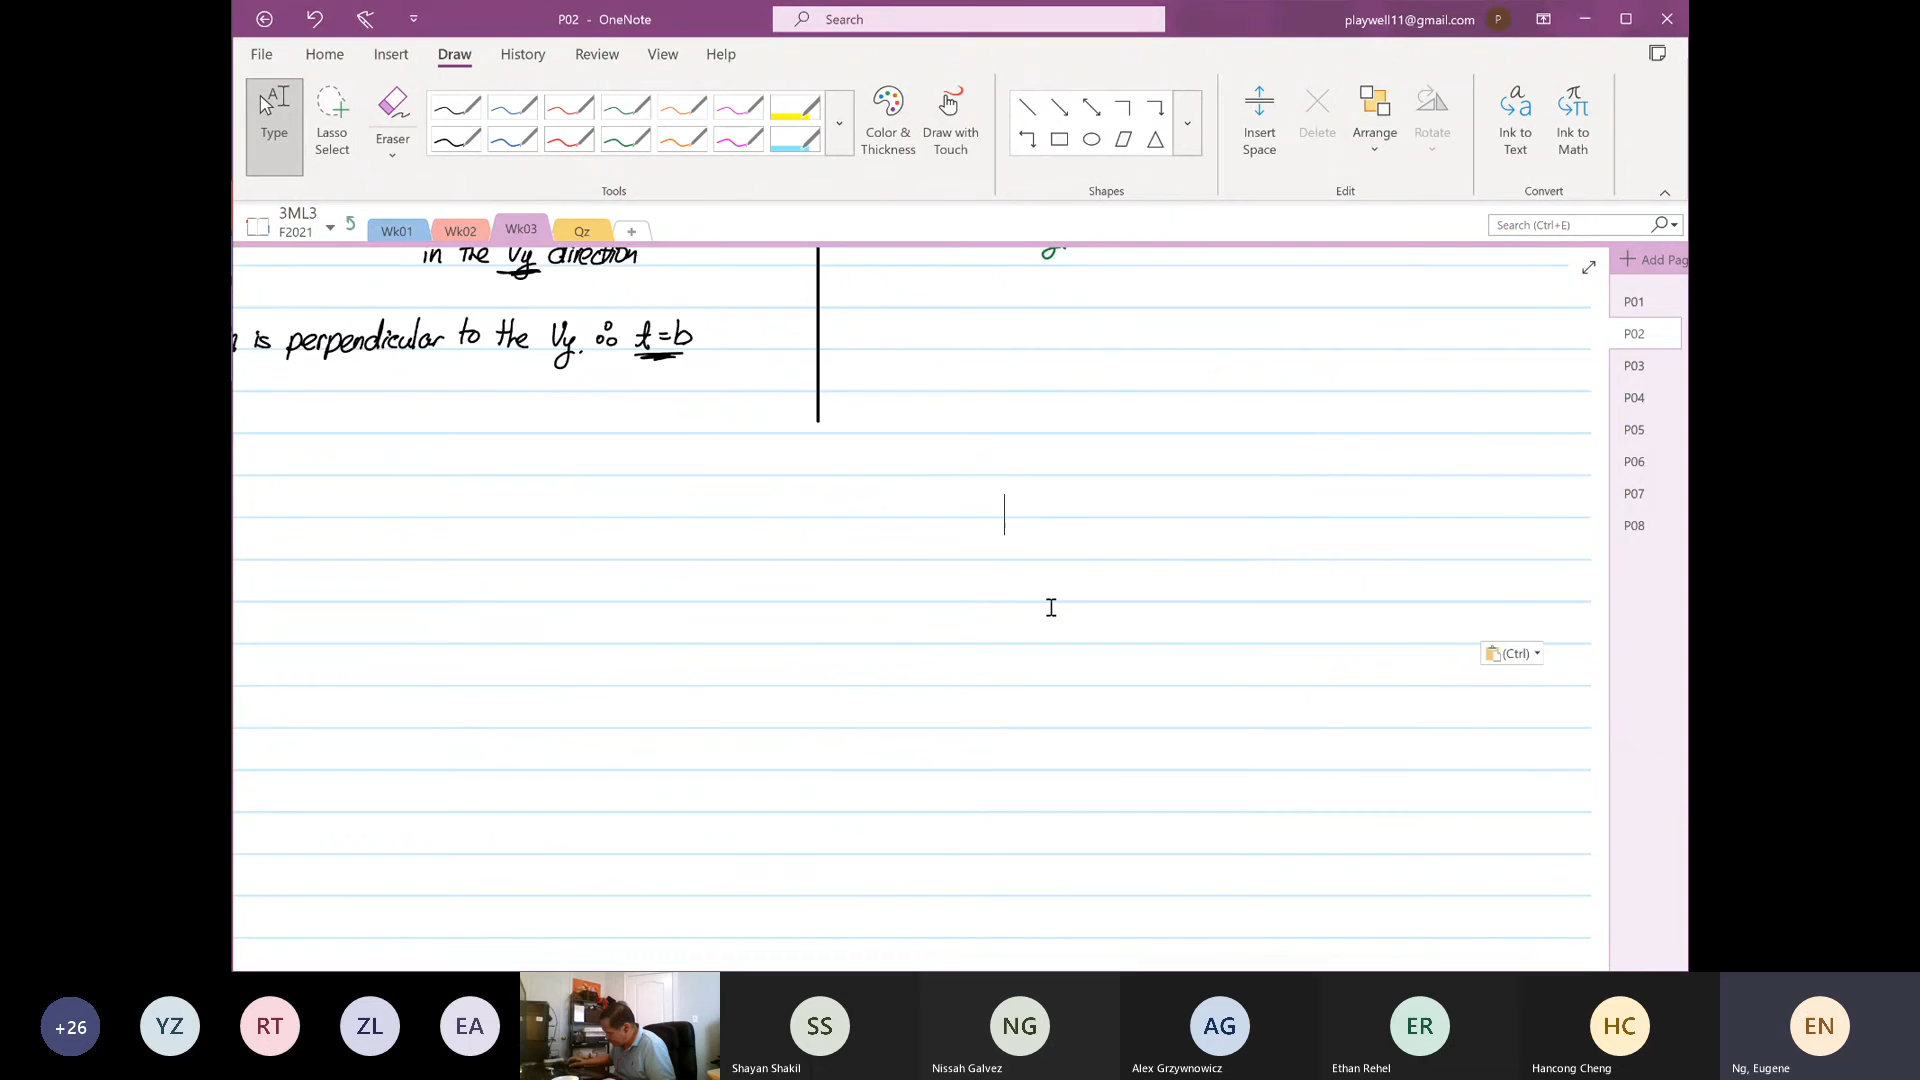 P02 - OneNote
Search
playwell11@gmail.com
P
File
Home
Insert
Draw
History
Review
View
Help
Type
Lasso Select
Eraser
Color & Thickness
Draw with Touch
Insert Space
Delete
Arrange
Rotate
Ink to Text
Ink to Math
Tools
Shapes
Edit
Convert
3ML3 F2021
Wk01
Wk02
Wk03
Qz
Search (Ctrl+E)
Add Pag
in the Vy direction
is perpendicular to the Vy. ∴ t=b
(Ctrl)
P01
P02
P03
P04
P05
P06
P07
P08
+26
YZ
RT
ZL
EA
SS
Shayan Shakil
NG
Nissah Galvez
AG
Alex Grzywnowicz
ER
Ethan Rehel
HC
Hancong Cheng
EN
Ng, Eugene